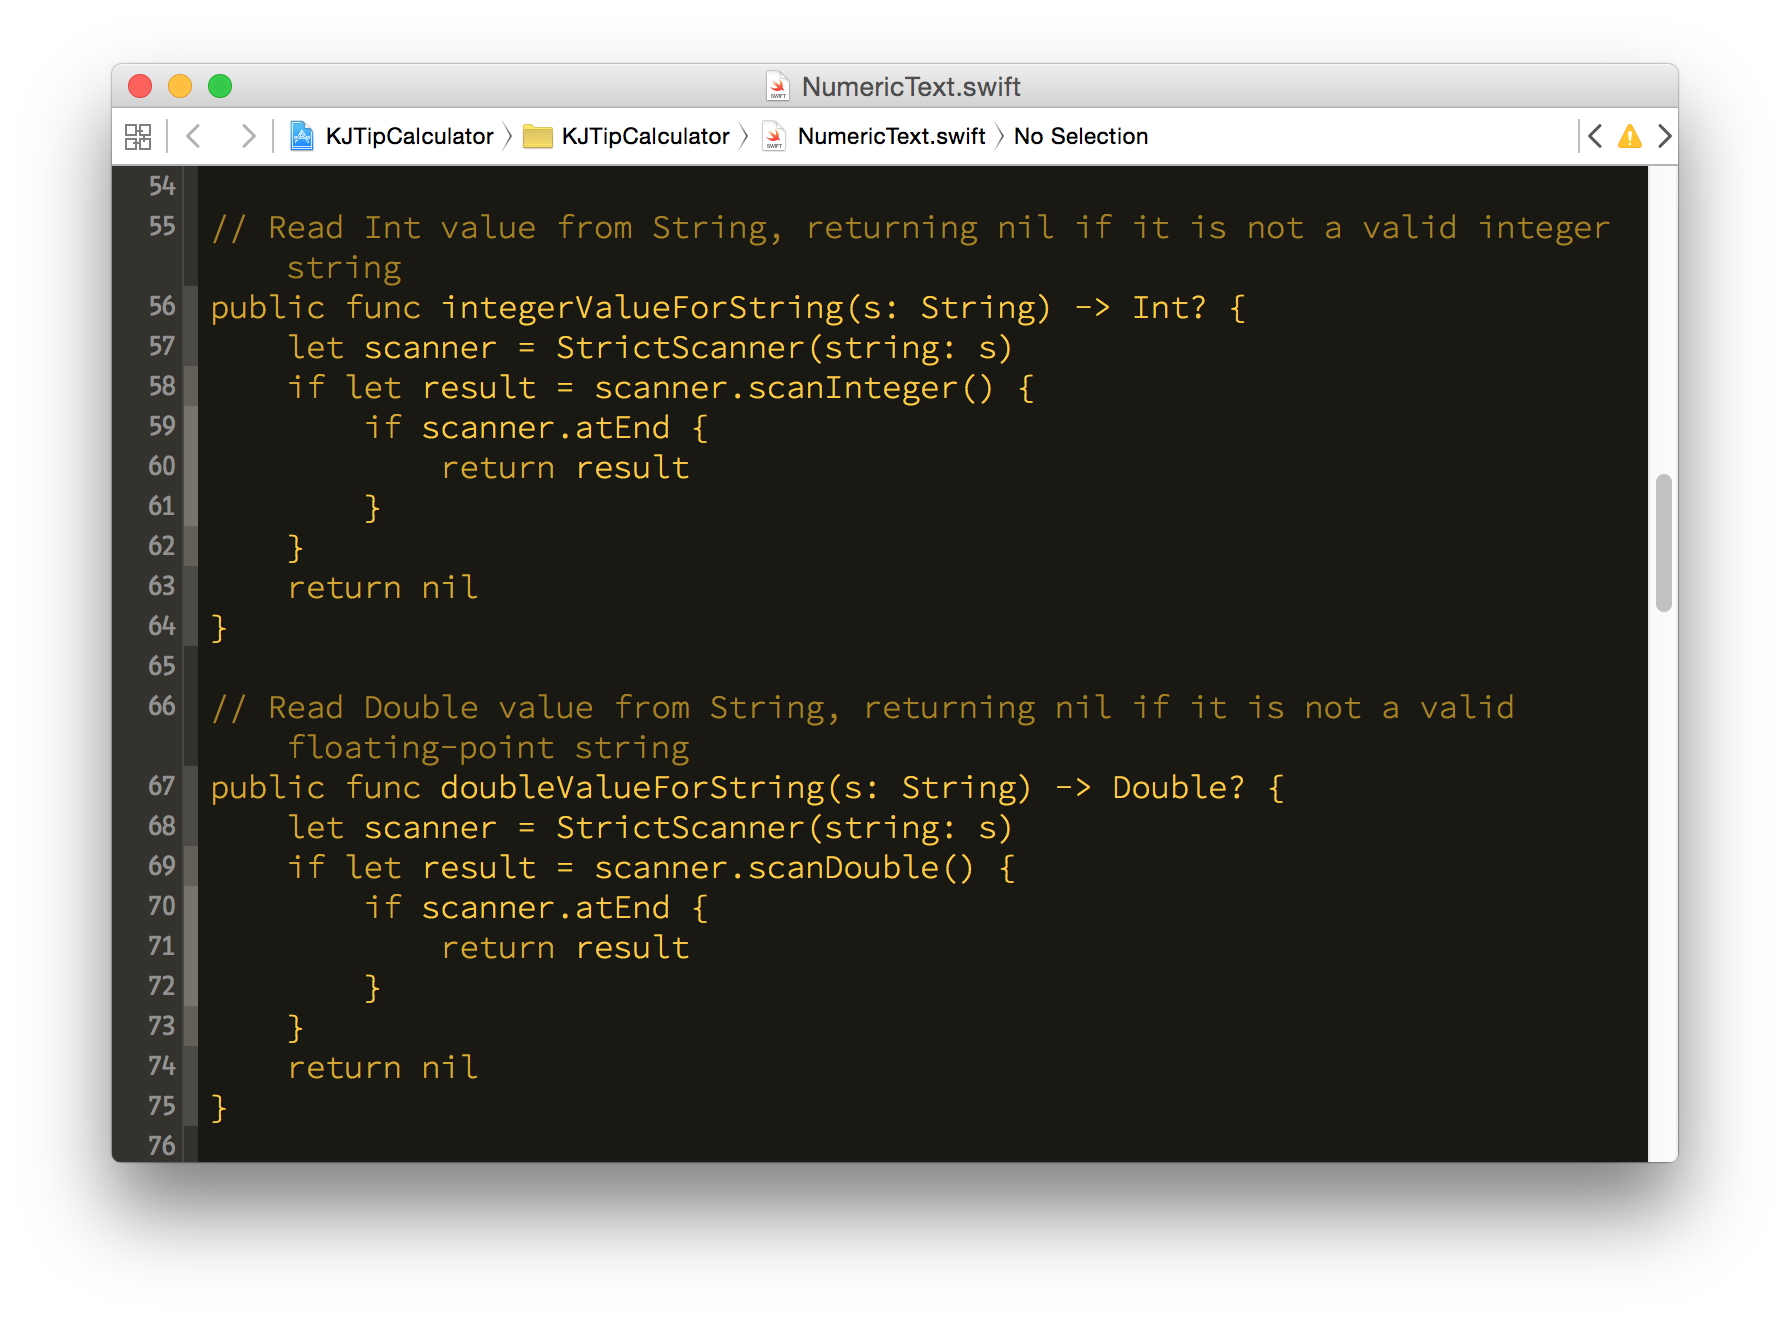 NumericText.swift
KJTipCalculator KJTipCalculator NumericText.swift No Selection
54
55 // Read Int value from String, returning nil if it is not a valid integer
string
56 public func integerValueForString(s: String) -> Int? {
57     let scanner = StrictScanner(string: s)
58     if let result = scanner.scanInteger() {
59         if scanner.atEnd {
60             return result
61         }
62     }
63     return nil
64 }
65
66 // Read Double value from String, returning nil if it is not a valid
floating-point string
67 public func doubleValueForString(s: String) -> Double? {
68     let scanner = StrictScanner(string: s)
69     if let result = scanner.scanDouble() {
70         if scanner.atEnd {
71             return result
72         }
73     }
74     return nil
75 }
76